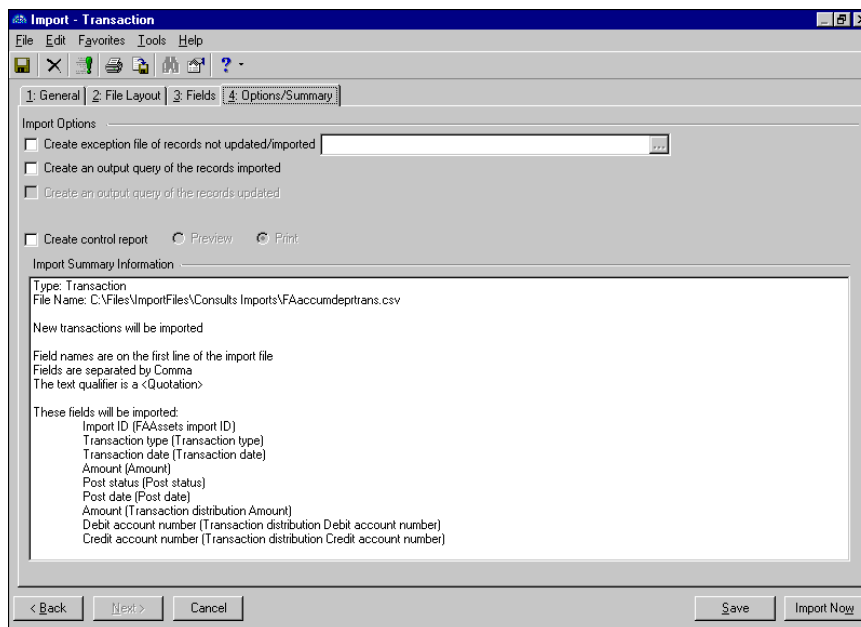 Import - Transaction
File Edit Favorites Tools Help
?
1: General 2: File Layout 3: Fields 4: Options/Summary
Import Options
Create exception file of records not updated/imported ...
Create an output query of the records imported
Create an output query of the records updated
Create control report Preview Print
Import Summary Information
Type: Transaction
File Name: C:\Files\ImportFiles\Consults Imports\FAaccumdeprtrans.csv
New transactions will be imported
Field names are on the first line of the import file
Fields are separated by Comma
The text qualifier is a <Quotation>
These fields will be imported:
Import ID (FAAssets import ID)
Transaction type (Transaction type)
Transaction date (Transaction date)
Amount (Amount)
Post status (Post status)
Post date (Post date)
Amount (Transaction distribution Amount)
Debit account number (Transaction distribution Debit account number)
Credit account number (Transaction distribution Credit account number)
< Back Next > Cancel Save Import Now